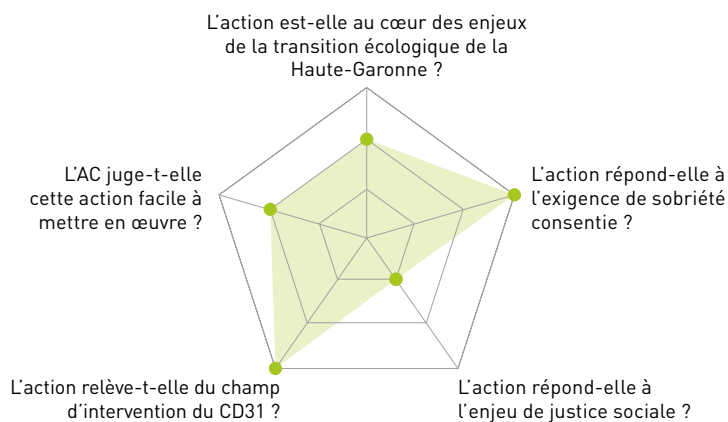 L’action est-elle au cœur des enjeux
de la transition écologique de la
Haute-Garonne ?
L’AC juge-t-elle
cette action facile à
mettre en œuvre ?
L’action répond-elle à
l’exigence de sobriété
consentie ?
L’action relève-t-elle du champ
d’intervention du CD31 ?
L’action répond-elle à
l’enjeu de justice sociale ?